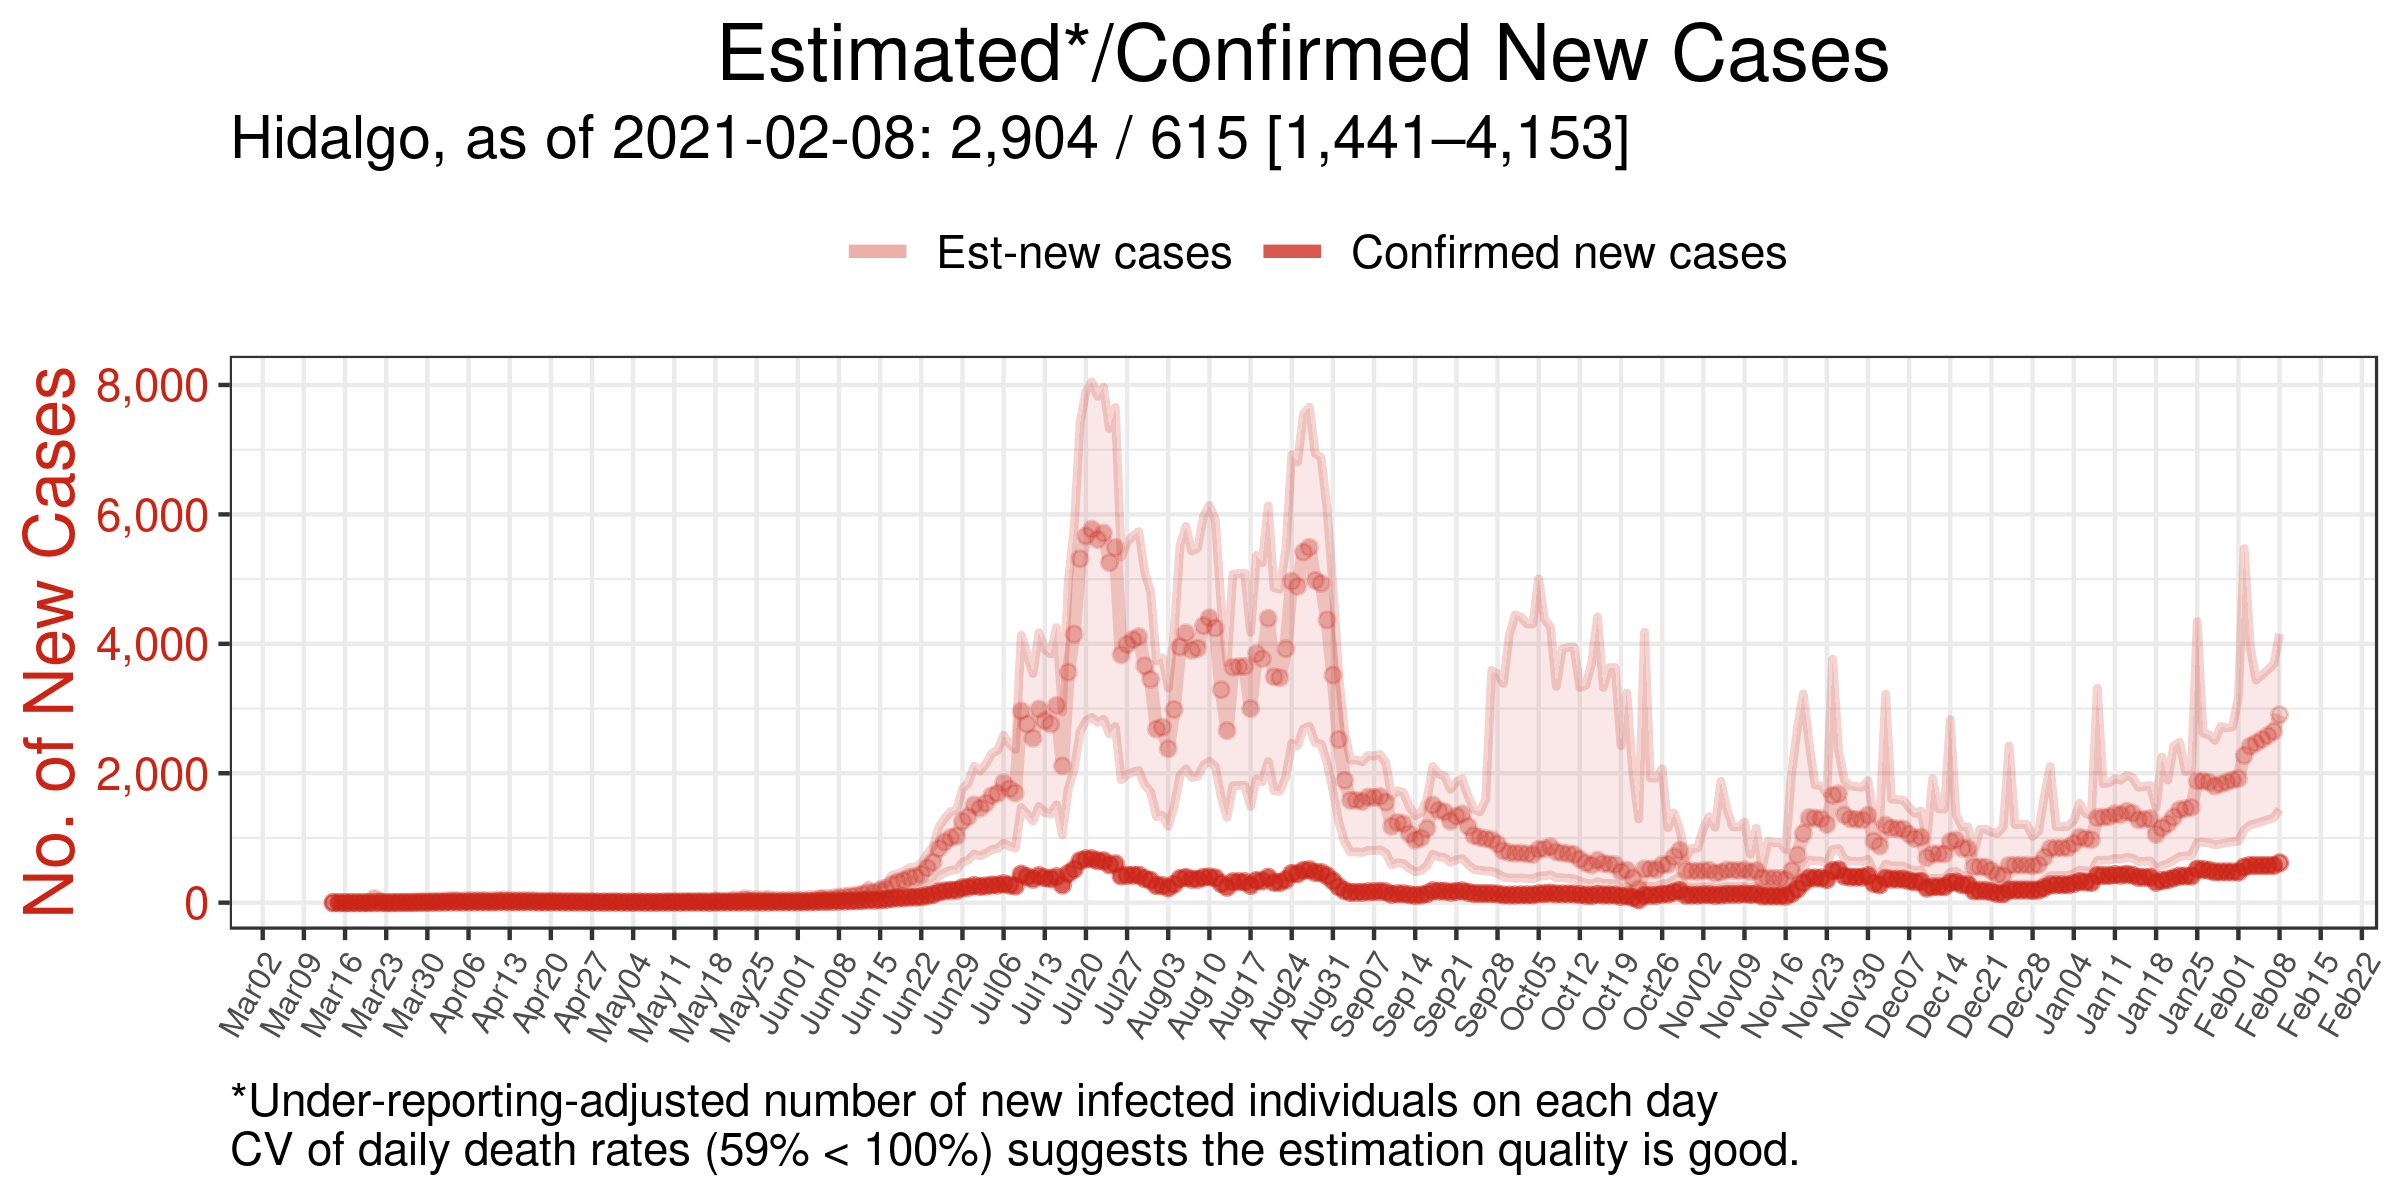 Estimated*/Confirmed New Cases
Hidalgo, as of 2021-02-08: 2,904 / 615 [1,441–4,153]
Est-new cases Confirmed new cases
No. of New Cases
8,000
6,000
4,000
2,000
0
Mar02 Mar09 Mar16 Mar23 Mar30 Apr06 Apr13 Apr20 Apr27 May04 May11 May18 May25 Jun01 Jun08 Jun15 Jun22 Jun29 Jul06 Jul13 Jul20 Jul27 Aug03 Aug10 Aug17 Aug24 Aug31 Sep07 Sep14 Sep21 Sep28 Oct05 Oct12 Oct19 Oct26 Nov02 Nov09 Nov16 Nov23 Nov30 Dec07 Dec14 Dec21 Dec28 Jan04 Jan11 Jan18 Jan25 Feb01 Feb08 Feb15 Feb22
*Under-reporting-adjusted number of new infected individuals on each day
CV of daily death rates (59% < 100%) suggests the estimation quality is good.